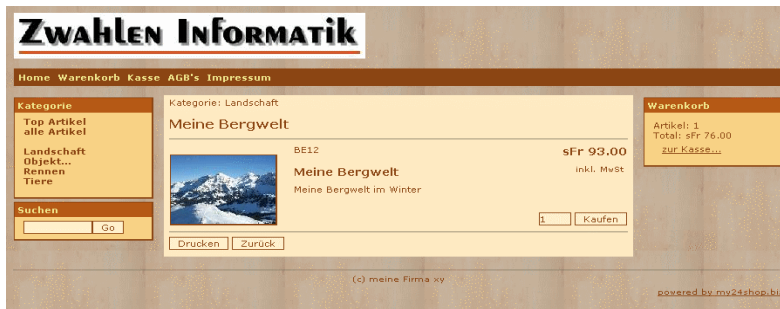 Zwahlen Informatik
Home Warenkorb Kasse AGB's Impressum
Kategorie
Top Artikel
alle Artikel
Landschaft
Objekt...
Rennen
Tiere
Suchen
Go
Kategorie: Landschaft
Meine Bergwelt
BE12
sFr 93.00
Meine Bergwelt
inkl. MwSt
Meine Bergwelt im Winter
1
Kaufen
Drucken Zurück
Warenkorb
Artikel: 1
Total: sFr 76.00
zur Kasse...
(c) meine Firma xy
powered by my24shop.bi